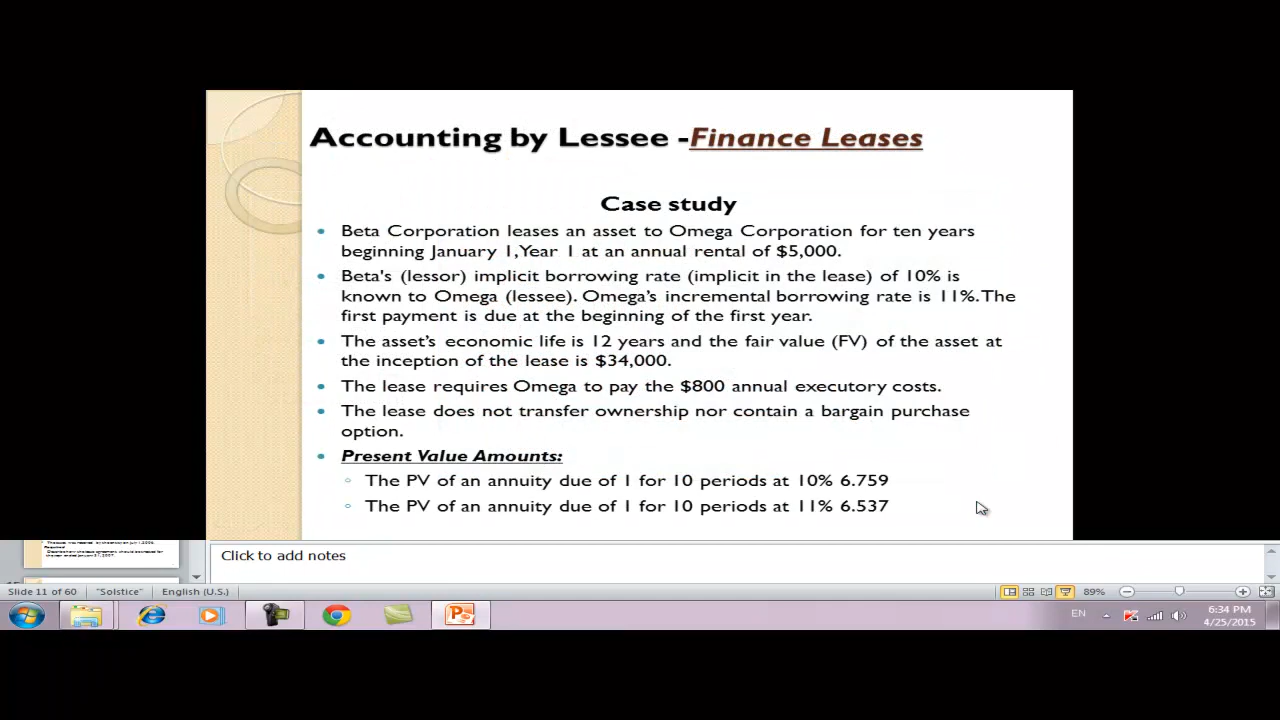 Accounting by Lessee -Finance Leases
Case study
Beta Corporation leases an asset to Omega Corporation for ten years
beginning January 1, Year 1 at an annual rental of $5,000.
Beta's (lessor) implicit borrowing rate (implicit in the lease) of 10% is
known to Omega (lessee). Omega's incremental borrowing rate is 11%. The
first payment is due at the beginning of the first year.
The asset's economic life is 12 years and the fair value (FV) of the asset at
the inception of the lease is $34,000.
The lease requires Omega to pay the $800 annual executory costs.
The lease does not transfer ownership nor contain a bargain purchase
option.
Present Value Amounts:
The PV of an annuity due of 1 for 10 periods at 10% 6.759
The PV of an annuity due of 1 for 10 periods at 11% 6.537
Click to add notes
Slide 11 of 60
"Solstice"
English (U.S.)
89%
EN
6:34 PM
4/25/2015